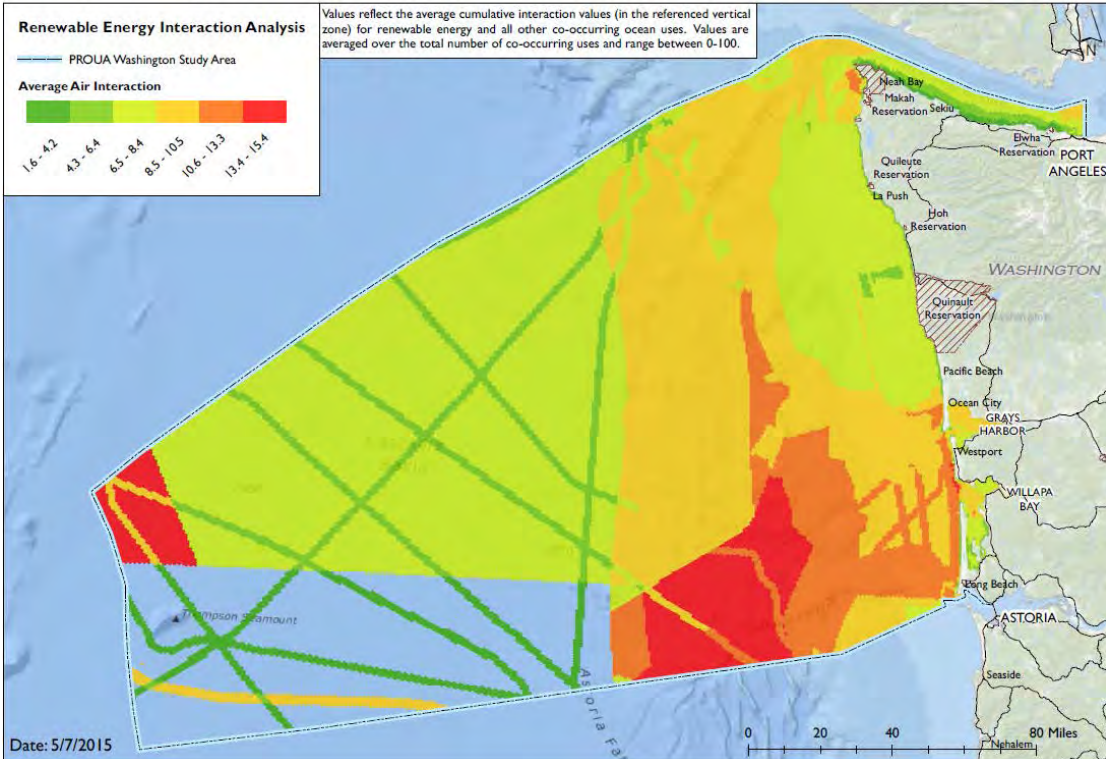 Renewable Energy Interaction Analysis
PROUA Washington Study Area
Average Air Interaction
1.6 - 4.2
4.3 - 6.4
6.5 - 8.4
8.5 - 10.5
10.6 - 13.3
13.4 - 15.4
Values reflect the average cumulative interaction values (in the referenced vertical
zone) for renewable energy and all other co-occurring ocean uses. Values are
averaged over the total number of co-occurring uses and range between 0-100.
N
Neah Bay
Makah
Reservation
Sekiu
Elwha
Reservation
PORT
ANGELES
Quileute
Reservation
La Push
Hoh
Reservation
WASHINGTON
Quinault
Reservation
Washington
Pacific Beach
Ocean City
GRAYS
HARBOR
Westport
WILLAPA
BAY
Long Beach
ASTORIA
Seaside
Nehalem
Thompson Seamount
Astoria
0 20 40 80 Miles
Date: 5/7/2015